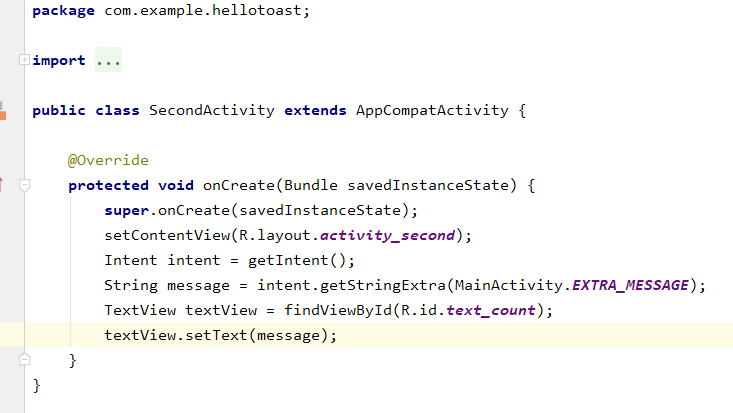 package com.example.hellotoast;
import ...
public class SecondActivity extends AppCompatActivity {
@Override
protected void onCreate(Bundle savedInstanceState) {
super.onCreate(savedInstanceState);
setContentView(R.layout.activity_second);
Intent intent = getIntent();
String message = intent.getStringExtra(MainActivity.EXTRA_MESSAGE);
TextView textView = findViewById(R.id.text_count);
textView.setText(message);
}
}